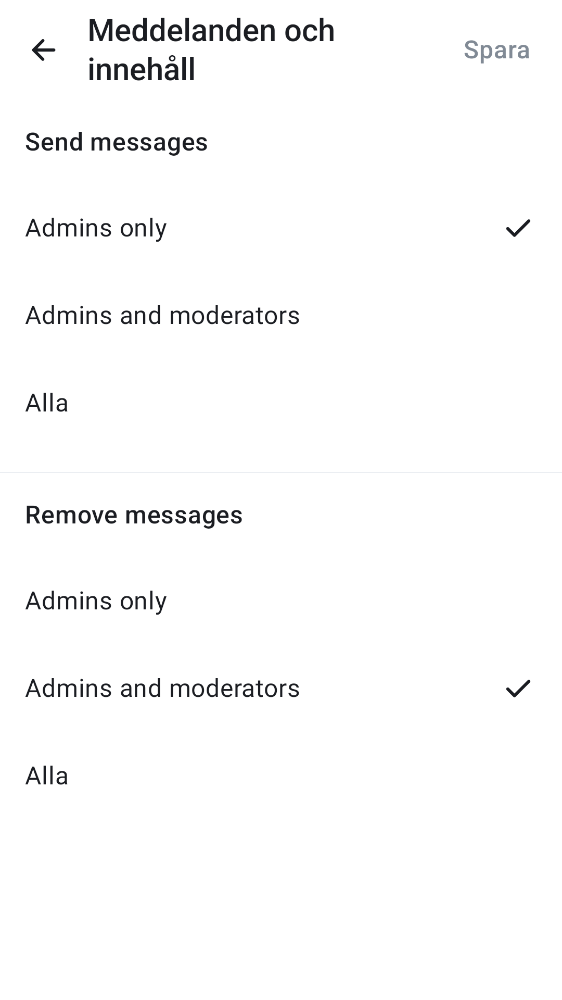 Meddelanden och
innehåll
Spara
Send messages
Admins only
Admins and moderators
Alla
Remove messages
Admins only
Admins and moderators
Alla